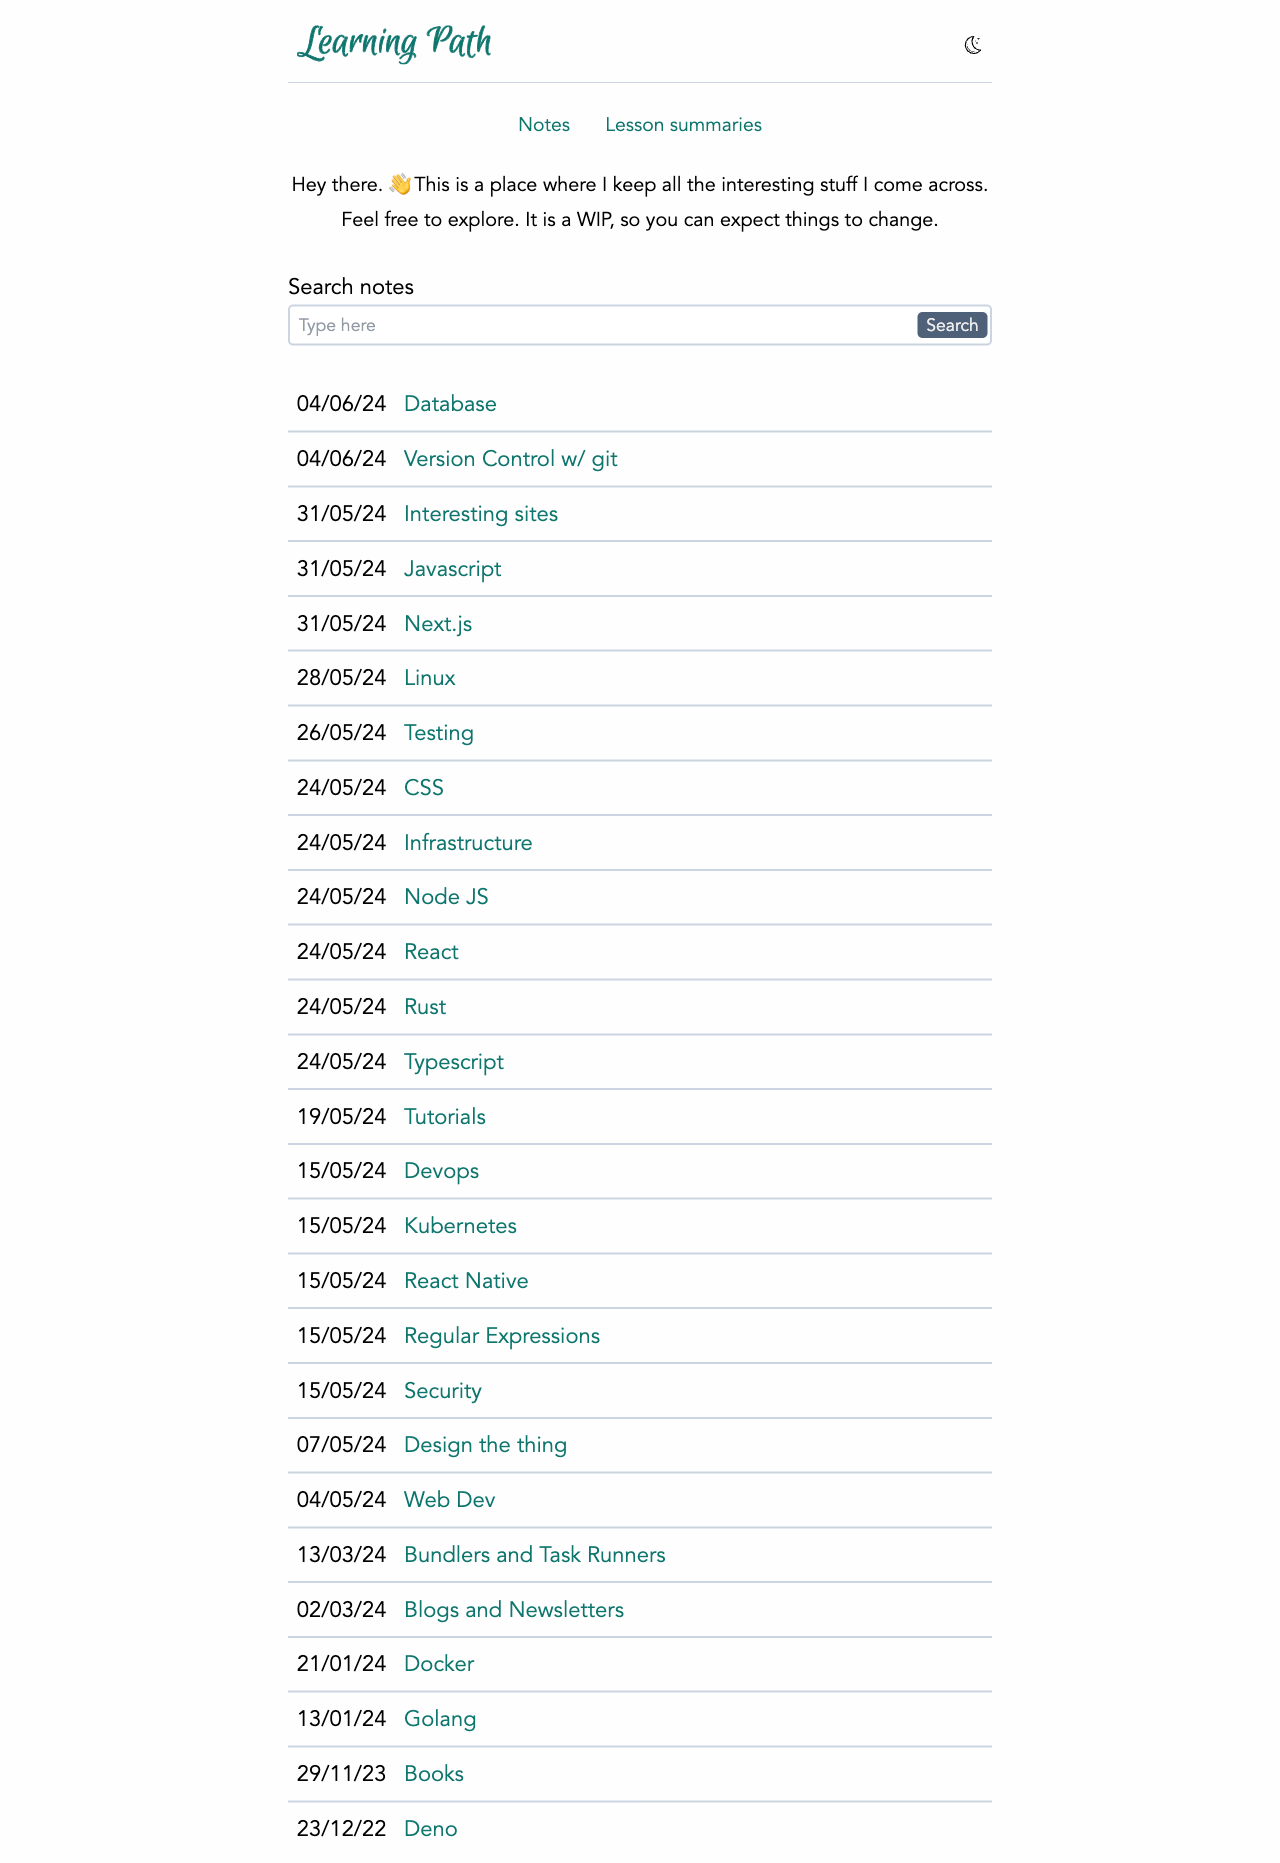 Learning Path
Notes Lesson summaries
Hey there. 👋 This is a place where I keep all the interesting stuff I come across.
Feel free to explore. It is a WIP, so you can expect things to change.
Search notes
Type here Search
04/06/24 Database
04/06/24 Version Control w/ git
31/05/24 Interesting sites
31/05/24 Javascript
31/05/24 Next.js
28/05/24 Linux
26/05/24 Testing
24/05/24 CSS
24/05/24 Infrastructure
24/05/24 Node JS
24/05/24 React
24/05/24 Rust
24/05/24 Typescript
19/05/24 Tutorials
15/05/24 Devops
15/05/24 Kubernetes
15/05/24 React Native
15/05/24 Regular Expressions
15/05/24 Security
07/05/24 Design the thing
04/05/24 Web Dev
13/03/24 Bundlers and Task Runners
02/03/24 Blogs and Newsletters
21/01/24 Docker
13/01/24 Golang
29/11/23 Books
23/12/22 Deno